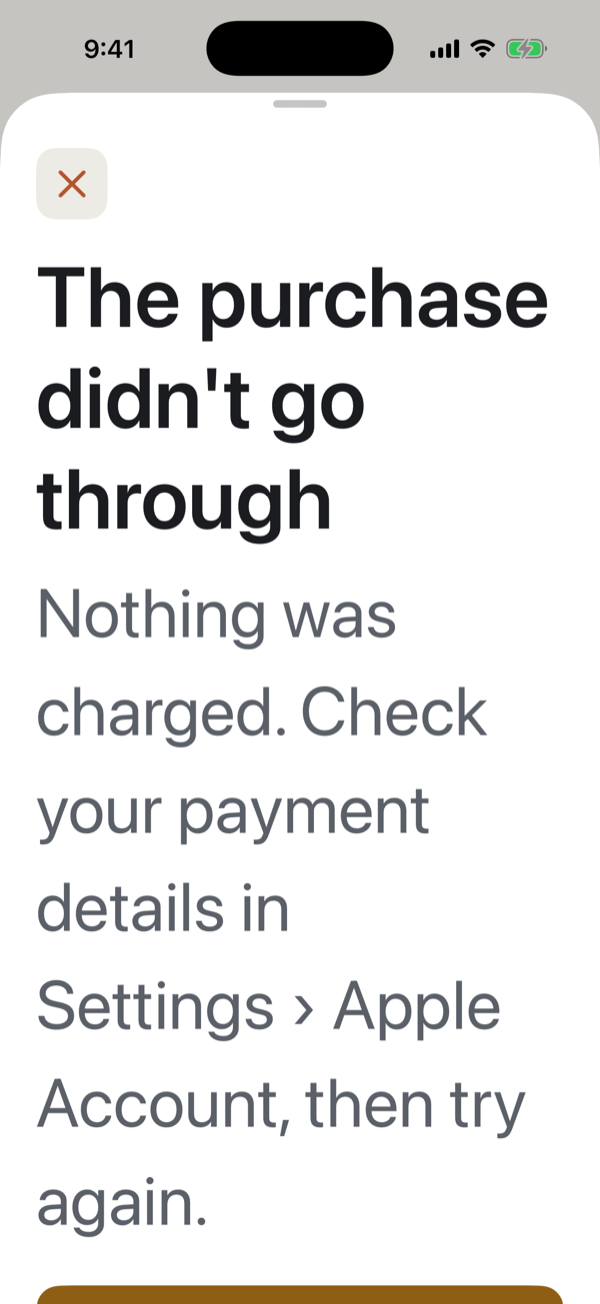 9:41
The purchase
didn't go
through
Nothing was
charged. Check
your payment
details in
Settings › Apple
Account, then try
again.